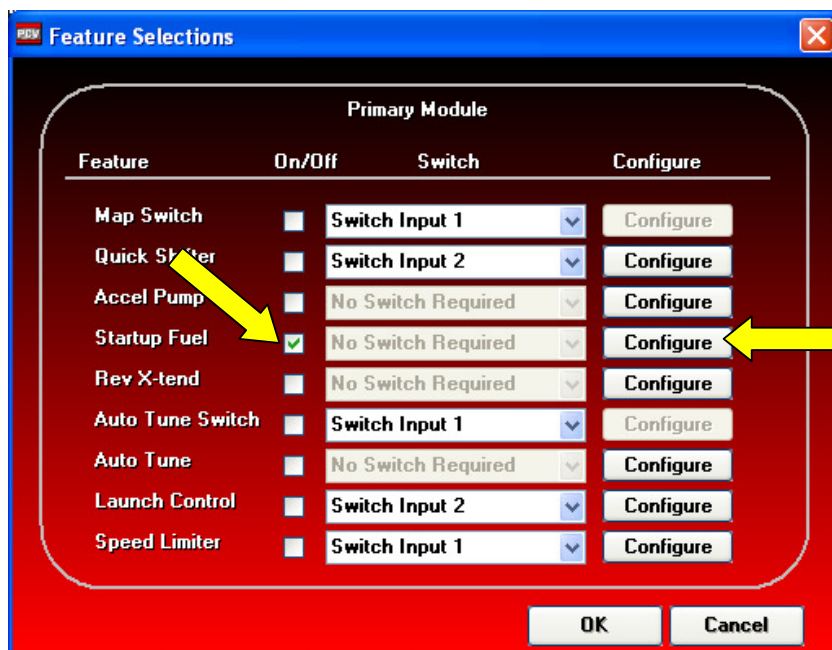 PCV Feature Selections
Primary Module
Feature On/Off Switch Configure
Map Switch Switch Input 1 Configure
Quick Shifter Switch Input 2 Configure
Accel Pump No Switch Required Configure
Startup Fuel No Switch Required Configure
Rev X-tend No Switch Required Configure
Auto Tune Switch Switch Input 1 Configure
Auto Tune No Switch Required Configure
Launch Control Switch Input 2 Configure
Speed Limiter Switch Input 1 Configure
OK Cancel